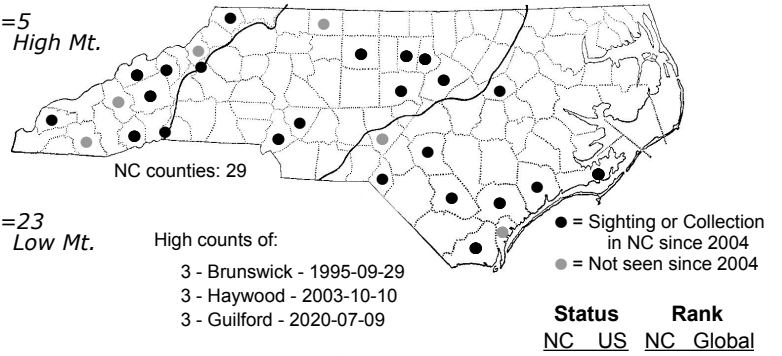 =5
High Mt.
NC counties: 29
=23
Low Mt.
High counts of:
3 - Brunswick - 1995-09-29
3 - Haywood - 2003-10-10
3 - Guilford - 2020-07-09
= Sighting or Collection
in NC since 2004
= Not seen since 2004
Status Rank
NC US NC Global